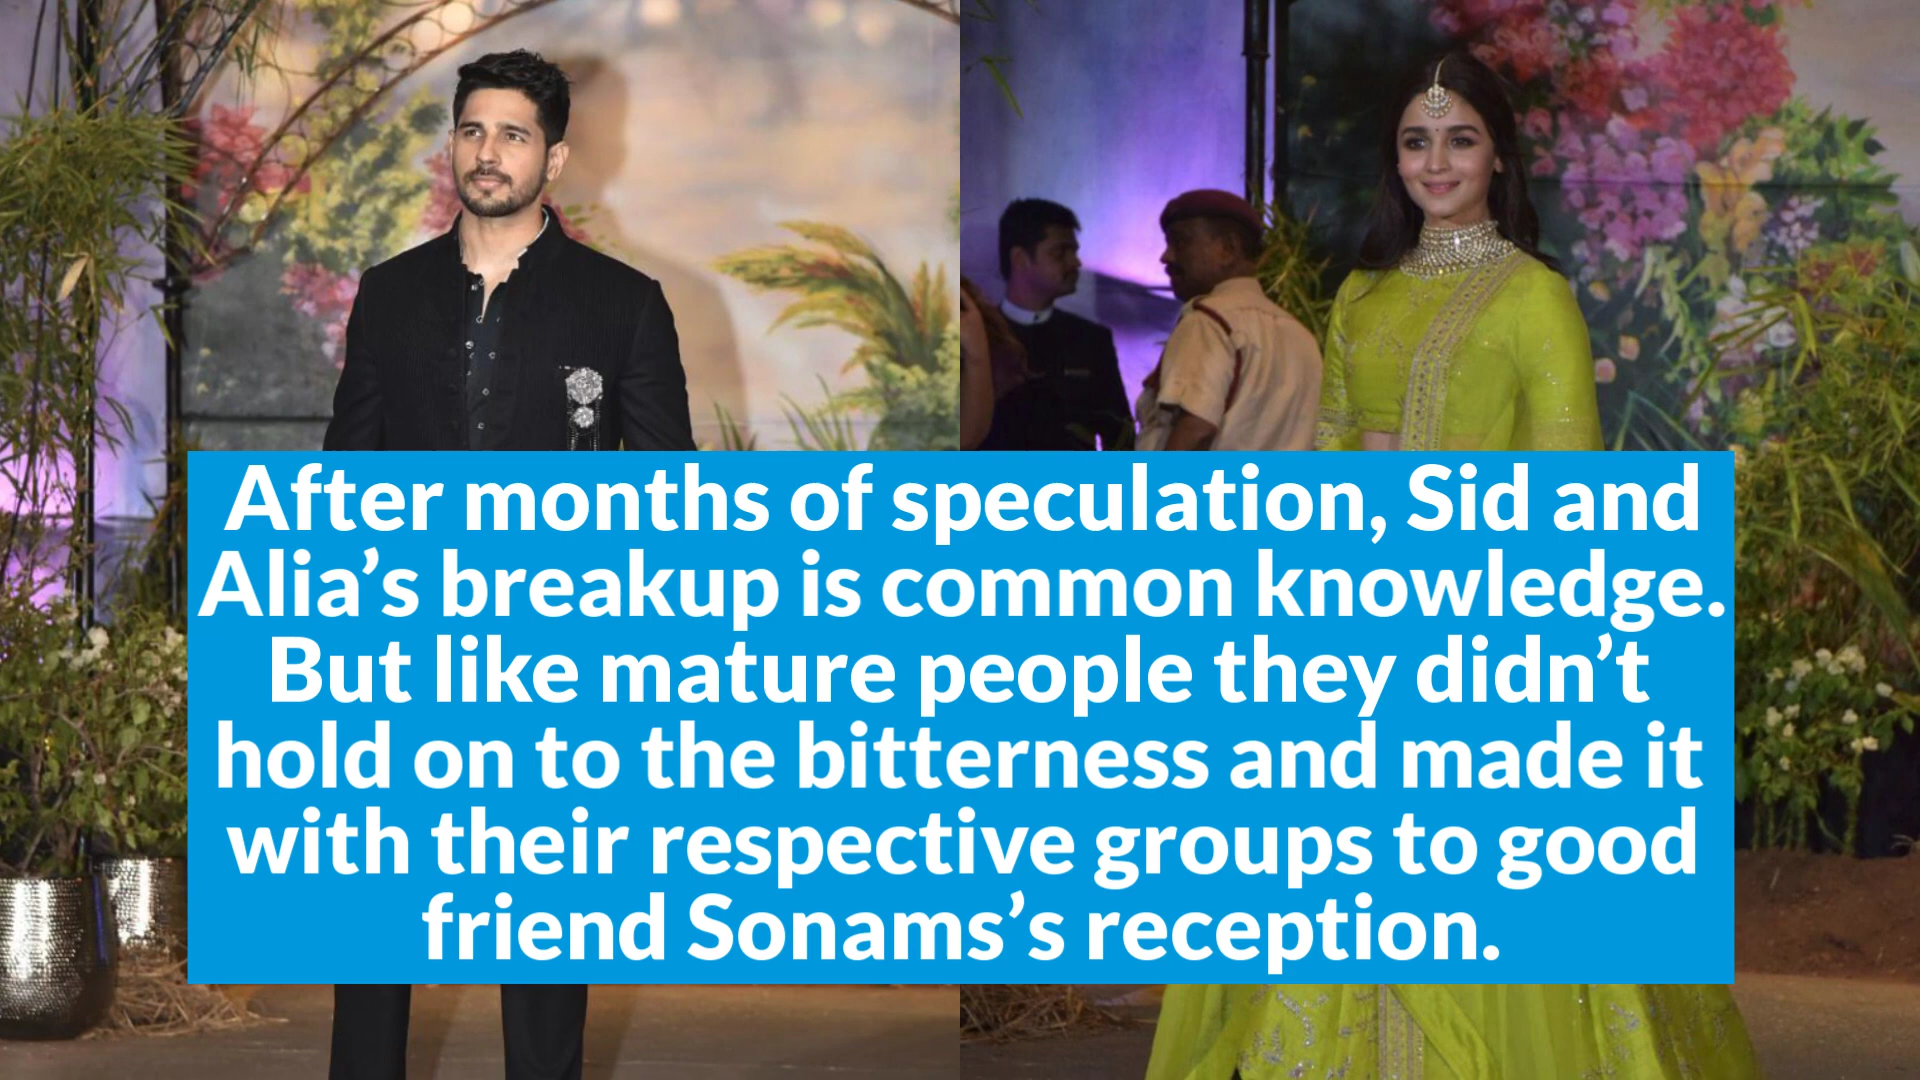 After months of speculation, Sid and
Alia’s breakup is common knowledge.
But like mature people they didn’t
hold on to the bitterness and made it
with their respective groups to good
friend Sonams’s reception.